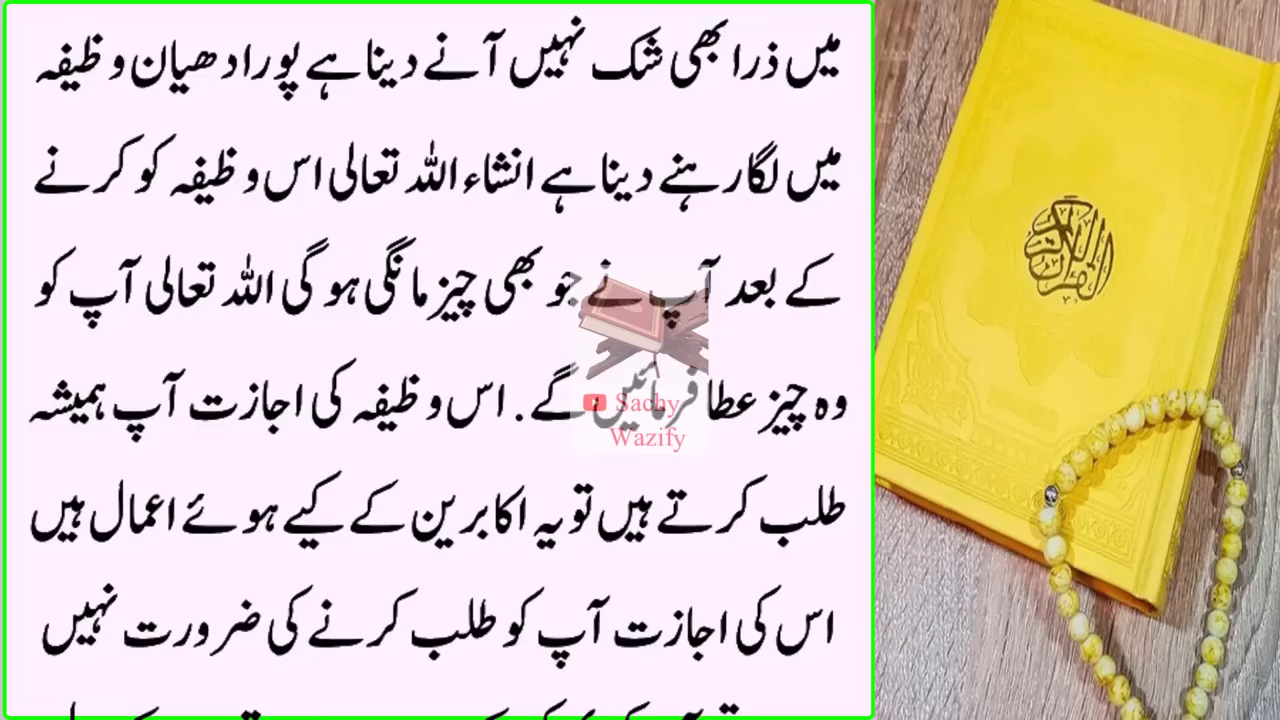 میں ذرا بھی شک نہیں آنے دینا ہے پورا دھیان وظیفہ
میں لگا رہنے دینا ہے انشاء اللہ تعالی اس وظیفہ کو کرنے
کے بعد آپ نے جو بھی چیز مانگی ہو گی اللہ تعالی آپ کو
وہ چیز عطا فرمائیں گے. اس وظیفہ کی اجازت آپ ہمیشہ
طلب کرتے ہیں تو یہ اکابرین کے کیے ہوئے اعمال ہیں
اس کی اجازت آپ کو طلب کرنے کی ضرورت نہیں
Sachy
Wazify
القرآن الكريم